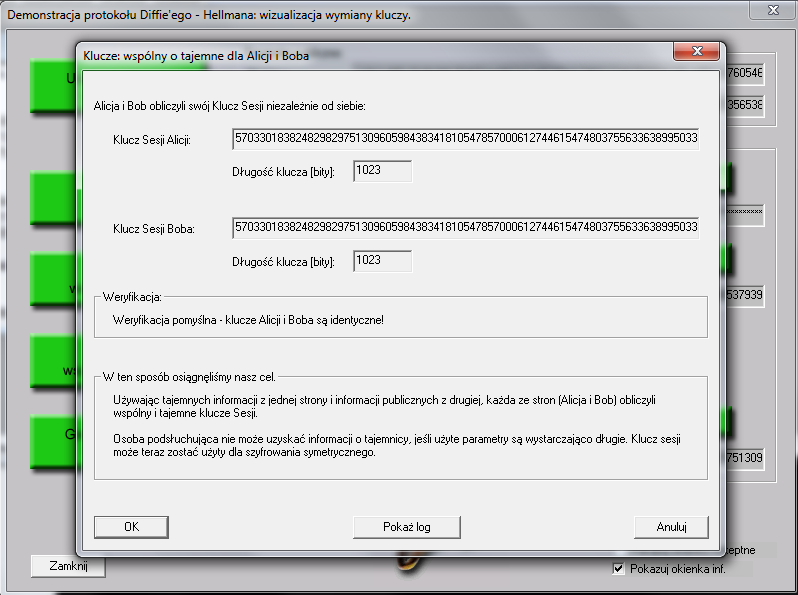 Demonstracja protokołu Diffie'ego - Hellmana: wizualizacja wymiany kluczy.
Klucze: wspólny o tajemne dla Alicji i Boba
Alicja i Bob obliczyli swój Klucz Sesji niezależnie od siebie:
Klucz Sesji Alicji: 57033018382482982975130960598438341810547857000612744615474803755633638995033
Długość klucza [bity]: 1023
Klucz Sesji Boba: 57033018382482982975130960598438341810547857000612744615474803755633638995033
Długość klucza [bity]: 1023
Weryfikacja:
Weryfikacja pomyślna - klucze Alicji i Boba są identyczne!
W ten sposób osiągnęliśmy nasz cel.
Używając tajemnych informacji z jednej strony i informacji publicznych z drugiej, każda ze stron (Alicja i Bob) obliczyli
wspólny i tajemne klucze Sesji.
Osoba podsłuchująca nie może uzyskać informacji o tajemnicy, jeśli użyte parametry są wystarczająco długie. Klucz sesji
może teraz zostać użyty dla szyfrowania symetrycznego.
OK Pokaż log Anuluj
760546
356536
537939
751309
Zamknij
Pokazuj okienka inf.